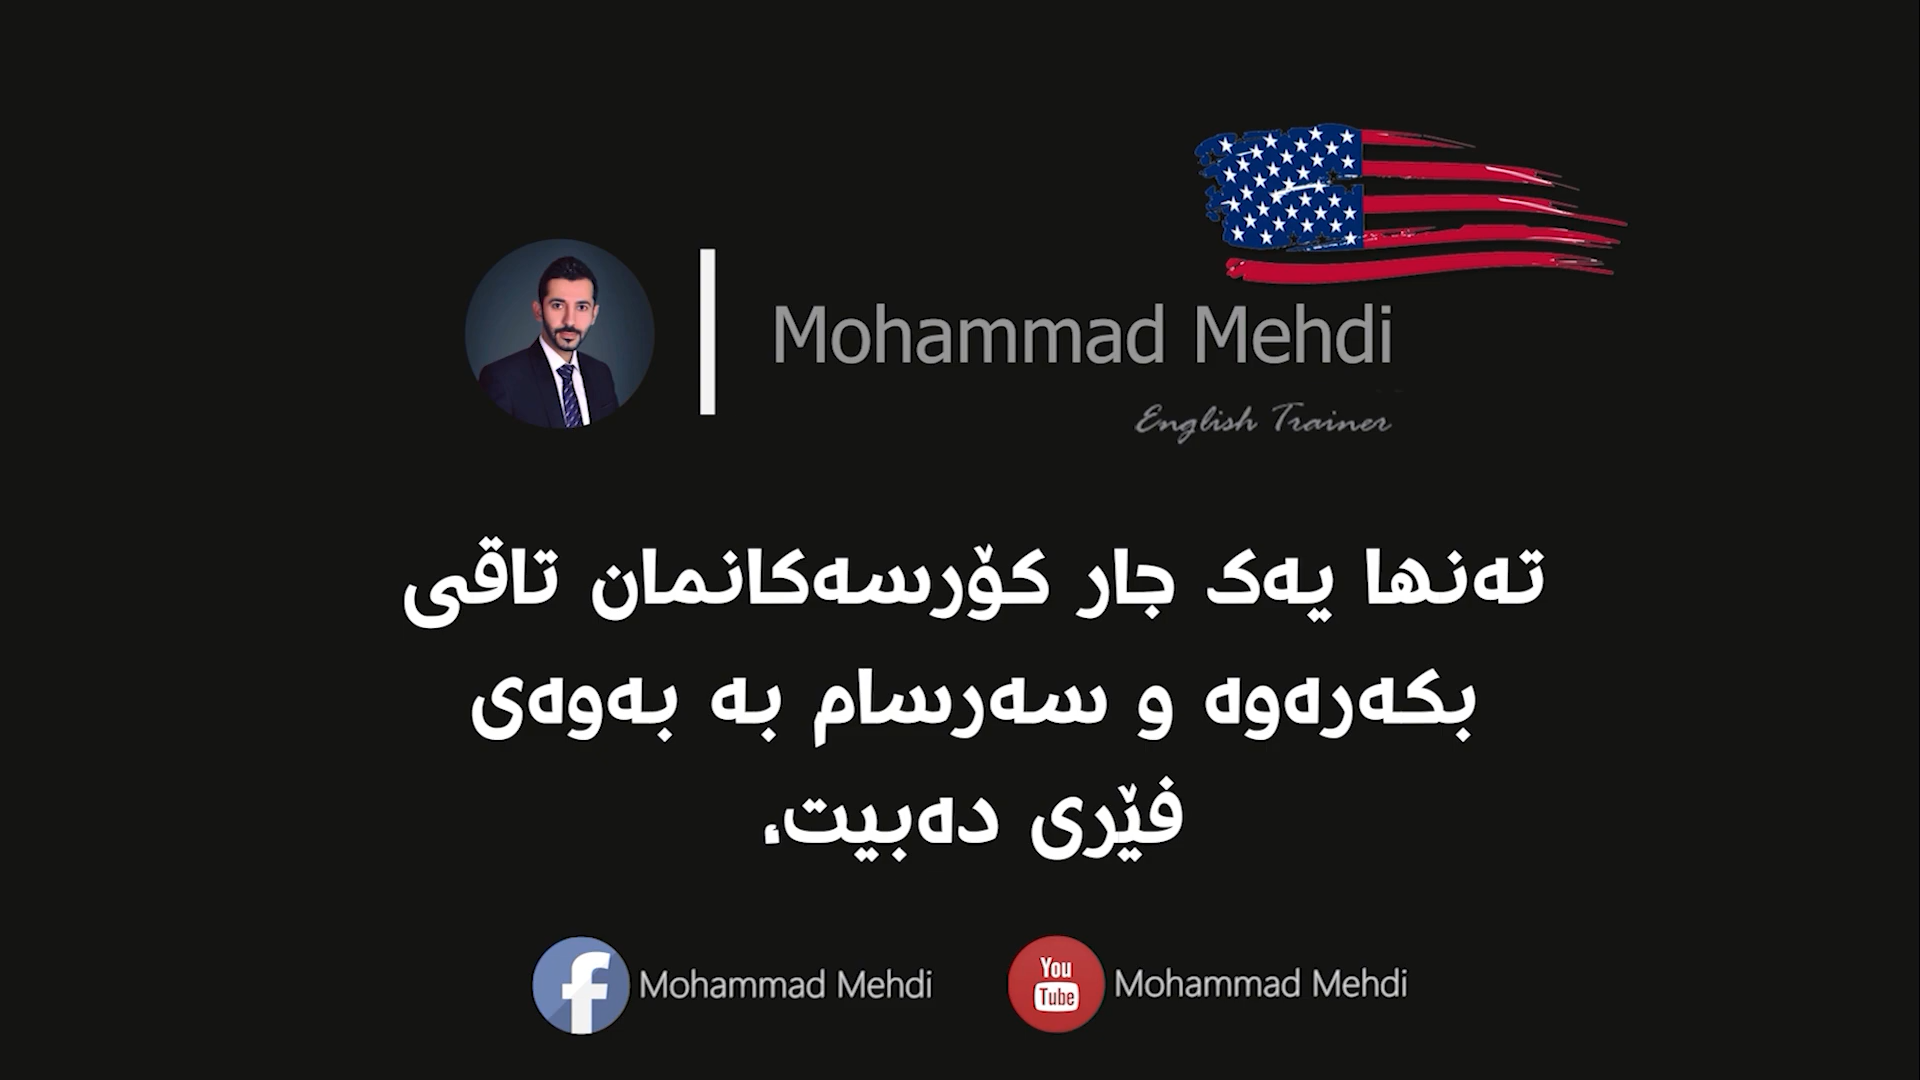 Mohammad Mehdi
English Trainer
تەنها یەک جار کۆرسەکانمان تاقی
بکەرەوە و سەرسام بە بەوەی
فێری دەبیت،
Mohammad Mehdi
You
Tube
Mohammad Mehdi